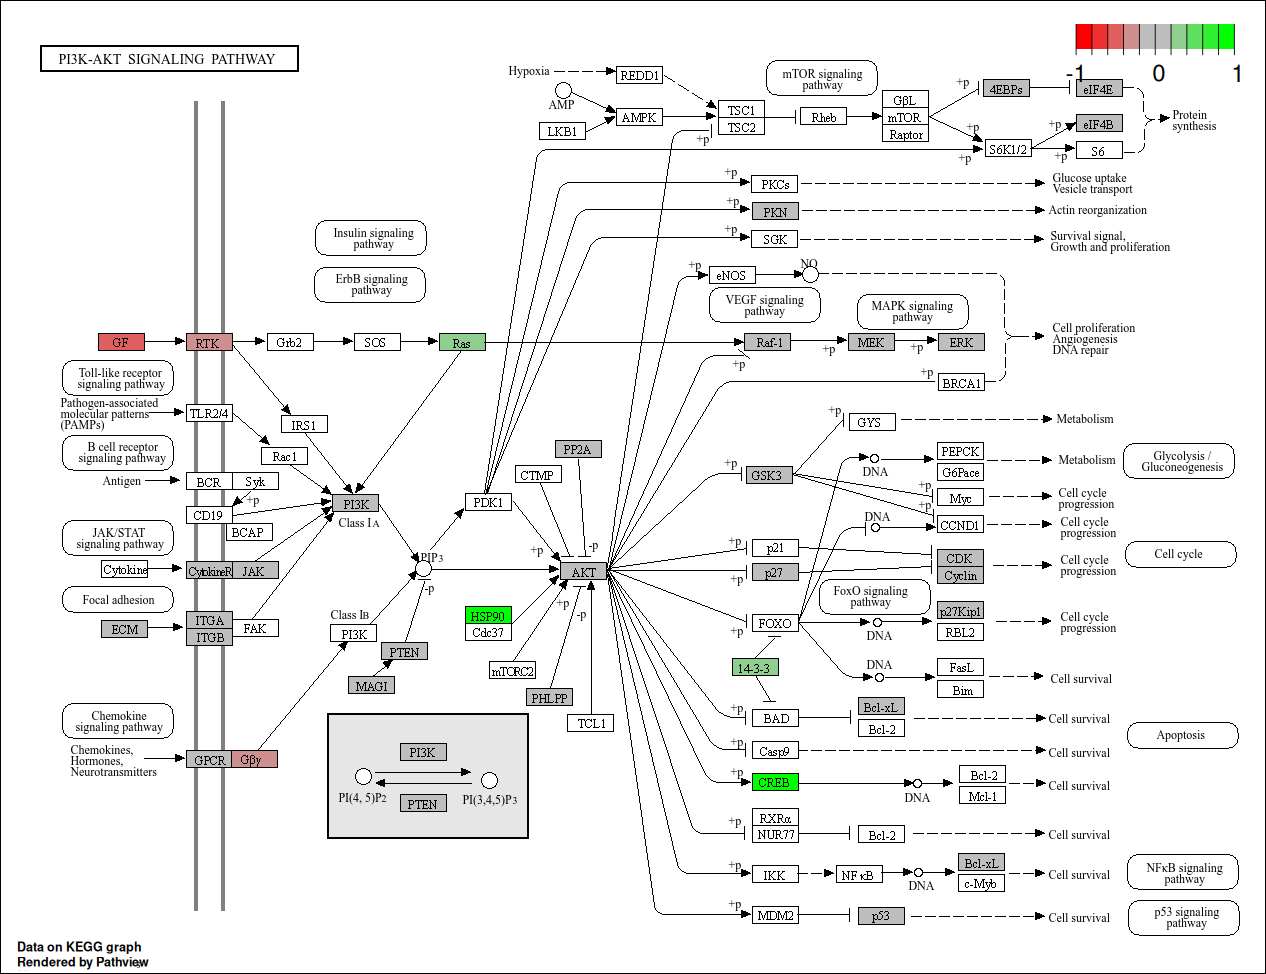 PI3K-AKT SIGNALING PATHWAY
-1 0 1
Hypoxia
REDD1
mTOR signaling
pathway
AMP
LKB1
AMPK
TSC1
TSC2
+p
Rheb
GβL
mTOR
Raptor
+p
4EBPs
eIF4E
+p
eIF4B
+p
S6K1/2
+p
+p
S6
Protein
synthesis
+p
PKCs
Glucose uptake
Vesicle transport
+p
PKN
Actin reorganization
+p
SGK
Survival signal,
Growth and proliferation
Insulin signaling
pathway
ErbB signaling
pathway
+p
eNOS
NO
VEGF signaling
pathway
MAPK signaling
pathway
GF
RTK
Grb2
SOS
Ras
Raf-1
+p
MEK
+p
ERK
+p
Cell proliferation
Angiogenesis
DNA repair
+p
BRCA1
Toll-like receptor
signaling pathway
Pathogen-associated
molecular patterns
(PAMPs)
TLR2/4
IRS1
Rac1
B cell receptor
signaling pathway
Antigen
BCR
Syk
+p
CD19
BCAP
PI3K
Class IA
JAK/STAT
signaling pathway
Cytokine
CytokineR
JAK
Focal adhesion
ECM
ITGA
ITGB
FAK
Chemokine
signaling pathway
Chemokines,
Hormones,
Neurotransmitters
GPCR
Gβγ
Class IB
PI3K
PIP3
-p
PTEN
MAGI
PDK1
CTMP
PP2A
+p
-p
AKT
HSP90
Cdc37
+p
-p
mTORC2
PHLPP
TCL1
PI3K
PI(4, 5)P2
PI(3,4,5)P3
PTEN
+p
GYS
Metabolism
+p
GSK3
DNA
PEPCK
G6Pace
Metabolism
Glycolysis /
Gluconeogenesis
+p
Myc
Cell cycle
progression
+p
DNA
CCND1
Cell cycle
progression
+p
p21
+p
p27
CDK
Cyclin
Cell cycle
progression
Cell cycle
FoxO signaling
pathway
+p
FOXO
DNA
p27Kip1
RBL2
Cell cycle
progression
14-3-3
DNA
FasL
Bim
Cell survival
+p
BAD
Bcl-xL
Bcl-2
Cell survival
Apoptosis
+p
Casp9
Cell survival
+p
CREB
DNA
Bcl-2
Mcl-1
Cell survival
+p
RXRα
NUR77
Bcl-2
Cell survival
+p
IKK
NFκB
DNA
Bcl-xL
c-Myb
Cell survival
NFκB signaling
pathway
+p
MDM2
p53
Cell survival
p53 signaling
pathway
Data on KEGG graph
Rendered by Pathview